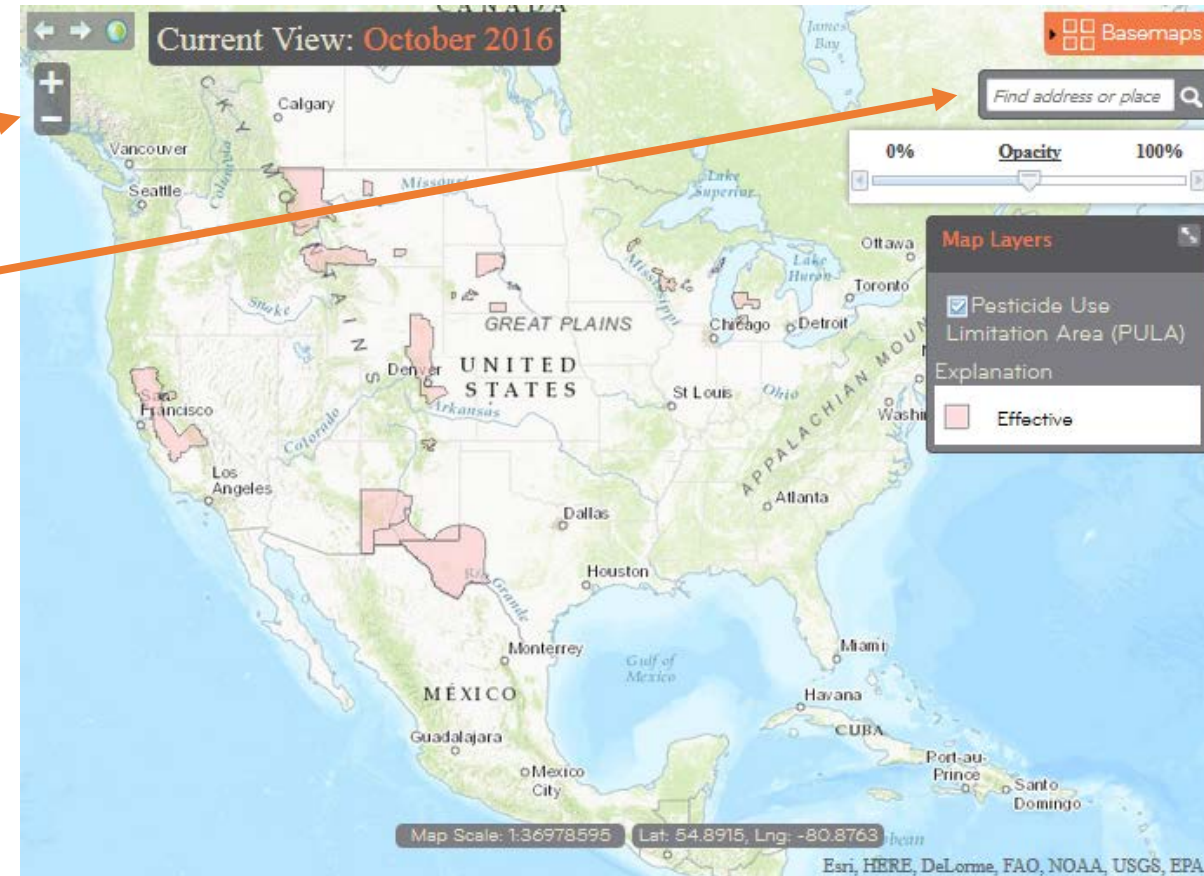 CANADA
Current View: October 2016
James
Bay
Basemaps
+
−
Find address or place
Calgary
Vancouver
Columbia
0% Opacity 100%
Seattle
Missouri
Lake
Superior
Ottawa
Map Layers
Mississippi
Lake
Huron
Toronto
Pesticide Use
Limitation Area (PULA)
Snake
GREAT PLAINS
Chicago
Detroit
Explanation
Denver
UNITED
STATES
St Louis
Ohio
Washi
Effective
San
Francisco
Colorado
Arkansas
APPALACHIAN MOUN
Los
Angeles
Atlanta
Dallas
Houston
Rio Grande
Monterrey
Gulf of
Mexico
Miami
MÉXICO
Havana
CUBA
Guadalajara
Mexico
City
Port-au-
Prince
Santo
Domingo
Map Scale: 1:36978595
Lat: 54.8915, Lng: -80.8763
bean
Esri, HERE, DeLorme, FAO, NOAA, USGS, EPA